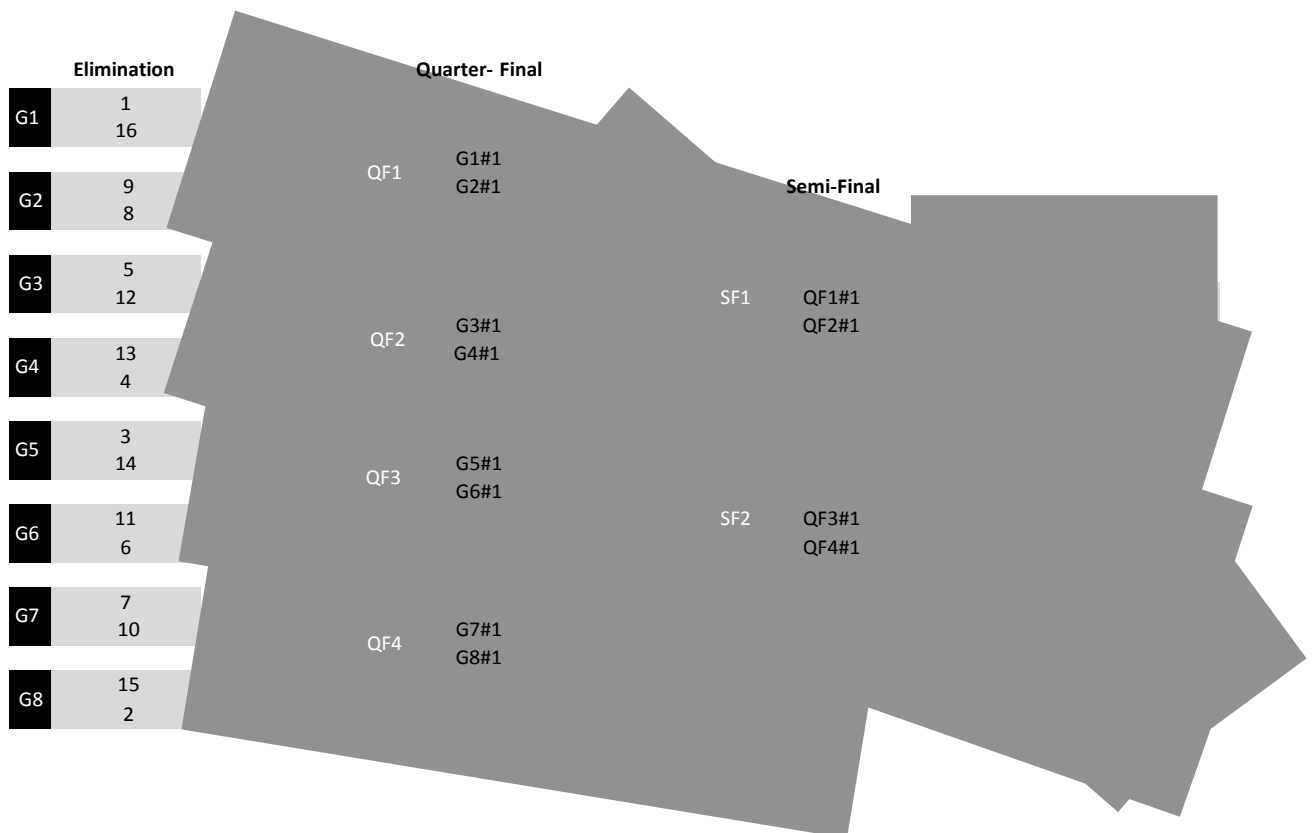 Elimination
G1
1
16
G2
9
8
G3
5
12
G4
13
4
G5
3
14
G6
11
6
G7
7
10
G8
15
2
Quarter- Final
QF1
G1#1
G2#1
QF2
G3#1
G4#1
QF3
G5#1
G6#1
QF4
G7#1
G8#1
Semi-Final
SF1
QF1#1
QF2#1
SF2
QF3#1
QF4#1